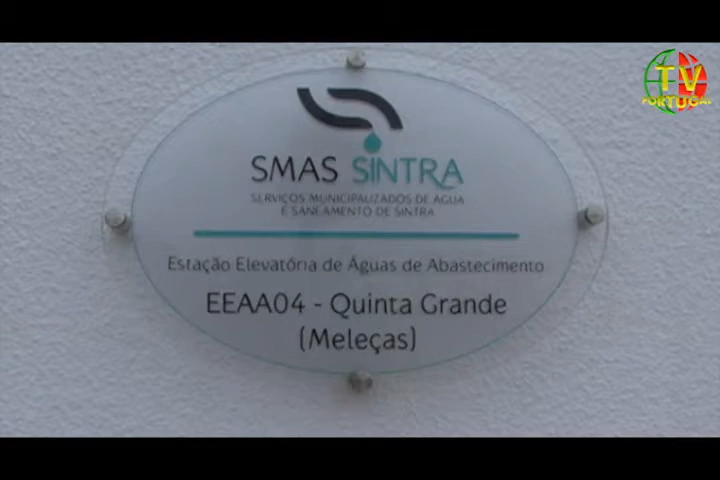 TV
PORTUGAL
SMAS SINTRA
SERVIÇOS MUNICIPALIZADOS DE ÁGUA
E SANEAMENTO DE SINTRA
Estação Elevatória de Águas de Abastecimento
EEAA04 - Quinta Grande
(Meleças)